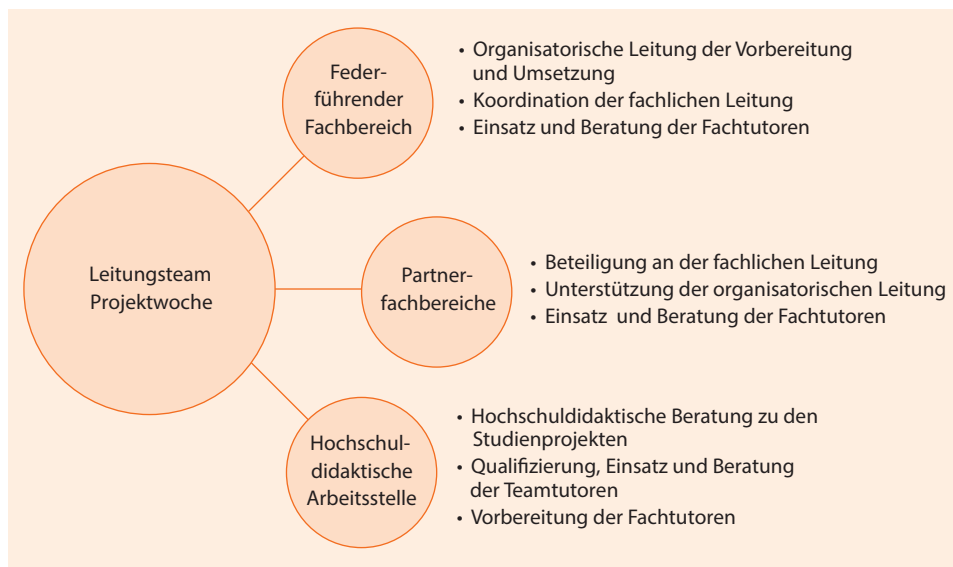 Feder-
führender
Fachbereich
• Organisatorische Leitung der Vorbereitung
und Umsetzung
• Koordination der fachlichen Leitung
• Einsatz und Beratung der Fachtutoren
Leitungsteam
Projektwoche
Partner-
fachbereiche
• Beteiligung an der fachlichen Leitung
• Unterstützung der organisatorischen Leitung
• Einsatz und Beratung der Fachtutoren
Hochschul-
didaktische
Arbeitsstelle
• Hochschuldidaktische Beratung zu den
Studienprojekten
• Qualifizierung, Einsatz und Beratung
der Teamtutoren
• Vorbereitung der Fachtutoren